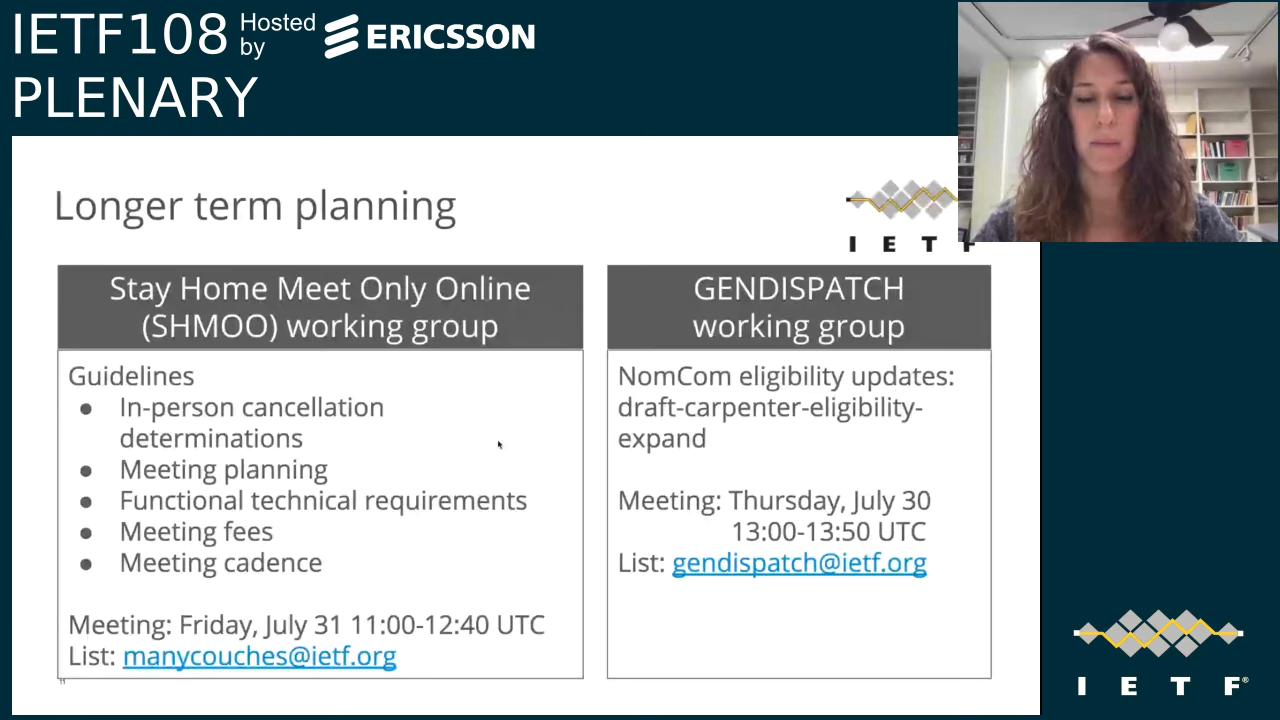 IETF108 Hosted by ERICSSON
PLENARY
Longer term planning
I E T F
Stay Home Meet Only Online
(SHMOO) working group
Guidelines
● In-person cancellation
determinations
● Meeting planning
● Functional technical requirements
● Meeting fees
● Meeting cadence
Meeting: Friday, July 31 11:00-12:40 UTC
List: manycouches@ietf.org
GENDISPATCH
working group
NomCom eligibility updates:
draft-carpenter-eligibility-
expand
Meeting: Thursday, July 30
13:00-13:50 UTC
List: gendispatch@ietf.org
I E T F®